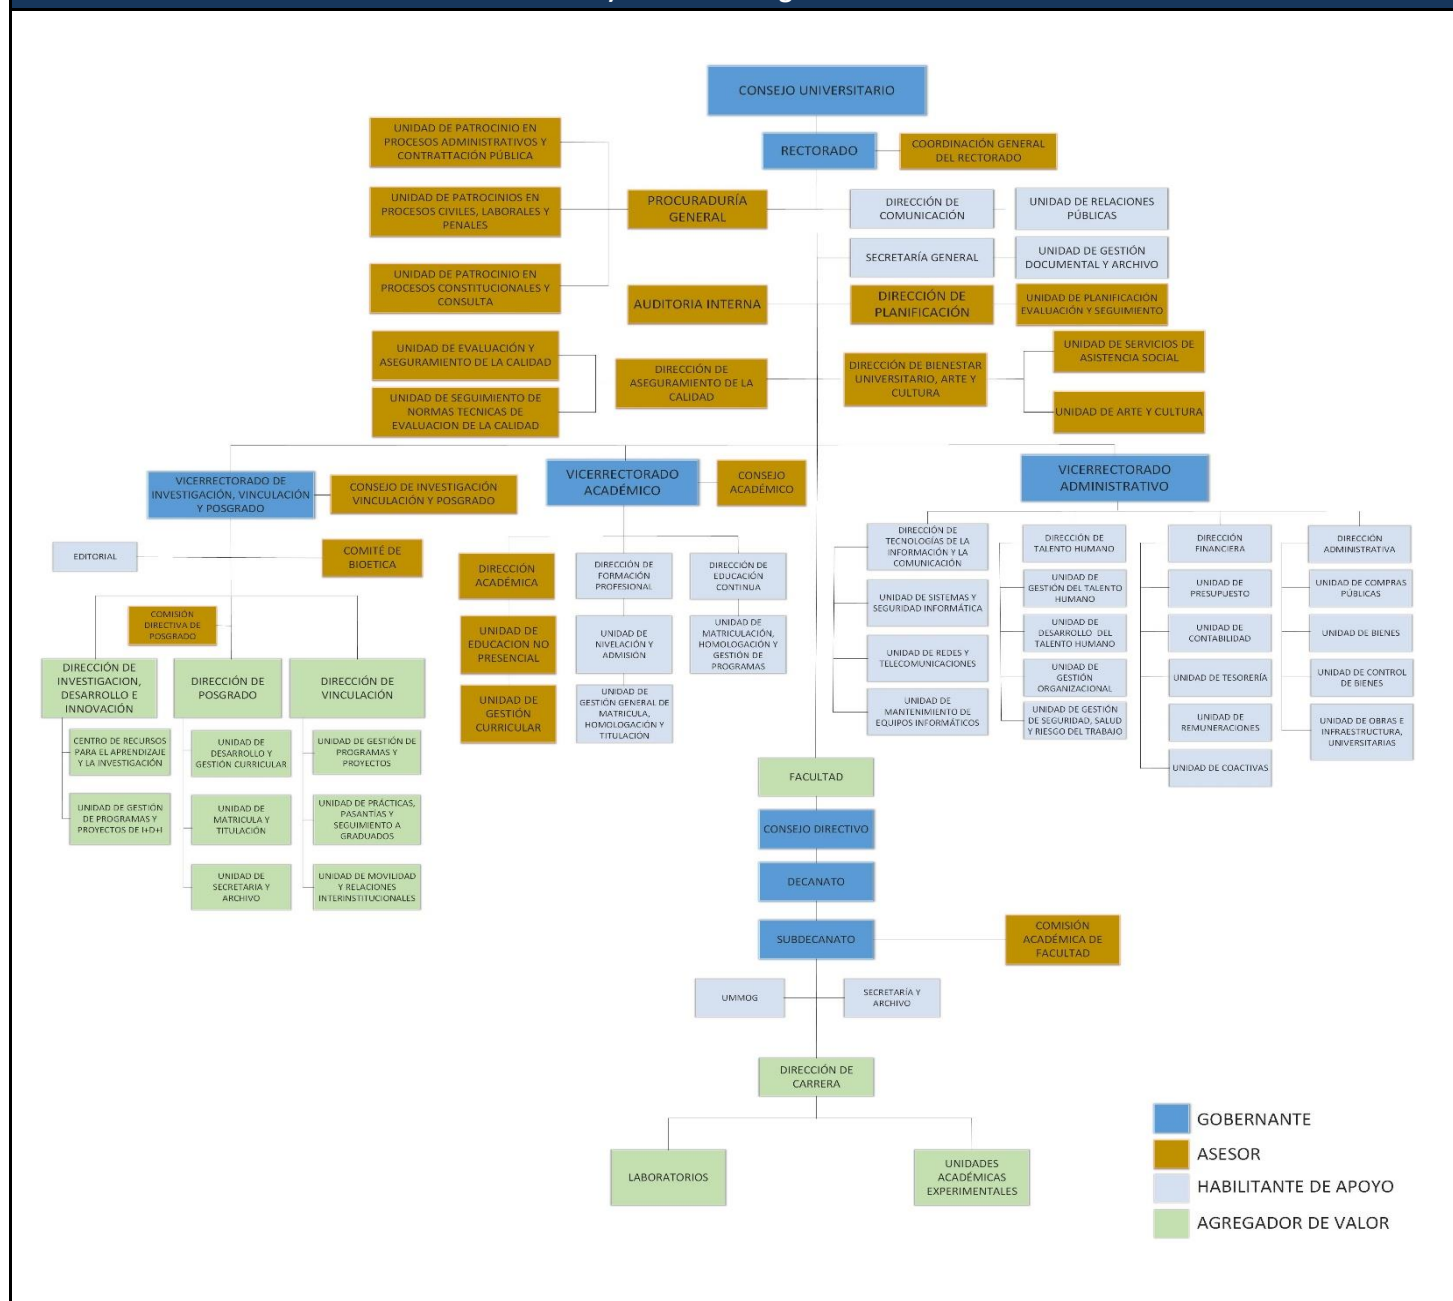 CONSEJO UNIVERSITARIO
RECTORADO
COORDINACIÓN GENERAL
DEL RECTORADO
UNIDAD DE PATROCINIO EN
PROCESOS ADMINISTRATIVOS Y
CONTRATTACIÓN PÚBLICA
UNIDAD DE PATROCINIOS EN
PROCESOS CIVILES, LABORALES Y
PENALES
PROCURADURÍA
GENERAL
DIRECCIÓN DE
COMUNICACIÓN
UNIDAD DE RELACIONES
PÚBLICAS
SECRETARÍA GENERAL
UNIDAD DE GESTIÓN
DOCUMENTAL Y ARCHIVO
UNIDAD DE PATROCINIO EN
PROCESOS CONSTITUCIONALES Y
CONSULTA
AUDITORIA INTERNA
DIRECCIÓN DE
PLANIFICACIÓN
UNIDAD DE PLANIFICACIÓN
EVALUACIÓN Y SEGUIMIENTO
UNIDAD DE EVALUACIÓN Y
ASEGURAMIENTO DE LA CALIDAD
UNIDAD DE SEGUIMIENTO DE
NORMAS TECNICAS DE
EVALUACION DE LA CALIDAD
DIRECCIÓN DE
ASEGURAMIENTO DE LA
CALIDAD
DIRECCIÓN DE BIENESTAR
UNIVERSITARIO, ARTE Y
CULTURA
UNIDAD DE SERVICIOS DE
ASISTENCIA SOCIAL
UNIDAD DE ARTE Y CULTURA
VICERRECTORADO DE
INVESTIGACIÓN, VINCULACIÓN
Y POSGRADO
CONSEJO DE INVESTIGACIÓN
VINCULACIÓN Y POSGRADO
VICERRECTORADO
ACADÉMICO
CONSEJO
ACADÉMICO
VICERRECTORADO
ADMINISTRATIVO
EDITORIAL
COMITÉ DE
BIOETICA
COMISIÓN
DIRECTIVA DE
POSGRADO
DIRECCIÓN DE
INVESTIGACION,
DESARROLLO E
INNOVACIÓN
DIRECCIÓN DE
POSGRADO
DIRECCIÓN DE
VINCULACIÓN
CENTRO DE RECURSOS
PARA EL APRENDIZAJE
Y LA INVESTIGACIÓN
UNIDAD DE GESTIÓN
DE PROGRAMAS Y
PROYECTOS DE I+D+I
UNIDAD DE
DESARROLLO Y
GESTIÓN CURRICULAR
UNIDAD DE
MATRICULA Y
TITULACIÓN
UNIDAD DE
SECRETARIA Y
ARCHIVO
UNIDAD DE GESTIÓN DE
PROGRAMAS Y
PROYECTOS
UNIDAD DE PRÁCTICAS,
PASANTÍAS Y
SEGUIMIENTO A
GRADUADOS
UNIDAD DE MOVILIDAD
Y RELACIONES
INTERINSTITUCIONALES
DIRECCIÓN
ACADÉMICA
UNIDAD DE
EDUCACION NO
PRESENCIAL
UNIDAD DE
GESTIÓN
CURRICULAR
DIRECCIÓN DE
FORMACIÓN
PROFESIONAL
UNIDAD DE
NIVELACIÓN Y
ADMISIÓN
UNIDAD DE
GESTIÓN GENERAL DE
MATRICULA,
HOMOLOGACIÓN Y
TITULACIÓN
DIRECCIÓN DE
EDUCACIÓN
CONTINUA
UNIDAD DE
MATRICULACIÓN,
HOMOLOGACIÓN Y
GESTIÓN DE PROGRAMAS
DIRECCIÓN DE
TECNOLOGÍAS DE LA
INFORMACIÓN Y LA
COMUNICACIÓN
UNIDAD DE SISTEMAS Y
SEGURIDAD INFORMÁTICA
UNIDAD DE REDES Y
TELECOMUNICACIONES
UNIDAD DE
MANTENIMIENTO DE
EQUIPOS INFORMÁTICOS
DIRECCIÓN DE
TALENTO HUMANO
UNIDAD DE
GESTIÓN DEL TALENTO
HUMANO
UNIDAD DE
DESARROLLO DEL
TALENTO HUMANO
UNIDAD DE
GESTIÓN
ORGANIZACIONAL
UNIDAD DE GESTIÓN
DE SEGURIDAD, SALUD
Y RIESGO DEL TRABAJO
DIRECCIÓN
FINANCIERA
UNIDAD DE
PRESUPUESTO
UNIDAD DE
CONTABILIDAD
UNIDAD DE TESORERÍA
UNIDAD DE
REMUNERACIONES
UNIDAD DE COACTIVAS
DIRECCIÓN
ADMINISTRATIVA
UNIDAD DE COMPRAS
PÚBLICAS
UNIDAD DE BIENES
UNIDAD DE CONTROL
DE BIENES
UNIDAD DE OBRAS E
INFRAESTRUCTURA,
UNIVERSITARIAS
FACULTAD
CONSEJO DIRECTIVO
DECANATO
SUBDECANATO
COMISIÓN
ACADÉMICA DE
FACULTAD
UMMOG
SECRETARÍA Y
ARCHIVO
DIRECCIÓN DE
CARRERA
LABORATORIOS
UNIDADES
ACADÉMICAS
EXPERIMENTALES
GOBERNANTE
ASESOR
HABILITANTE DE APOYO
AGREGADOR DE VALOR